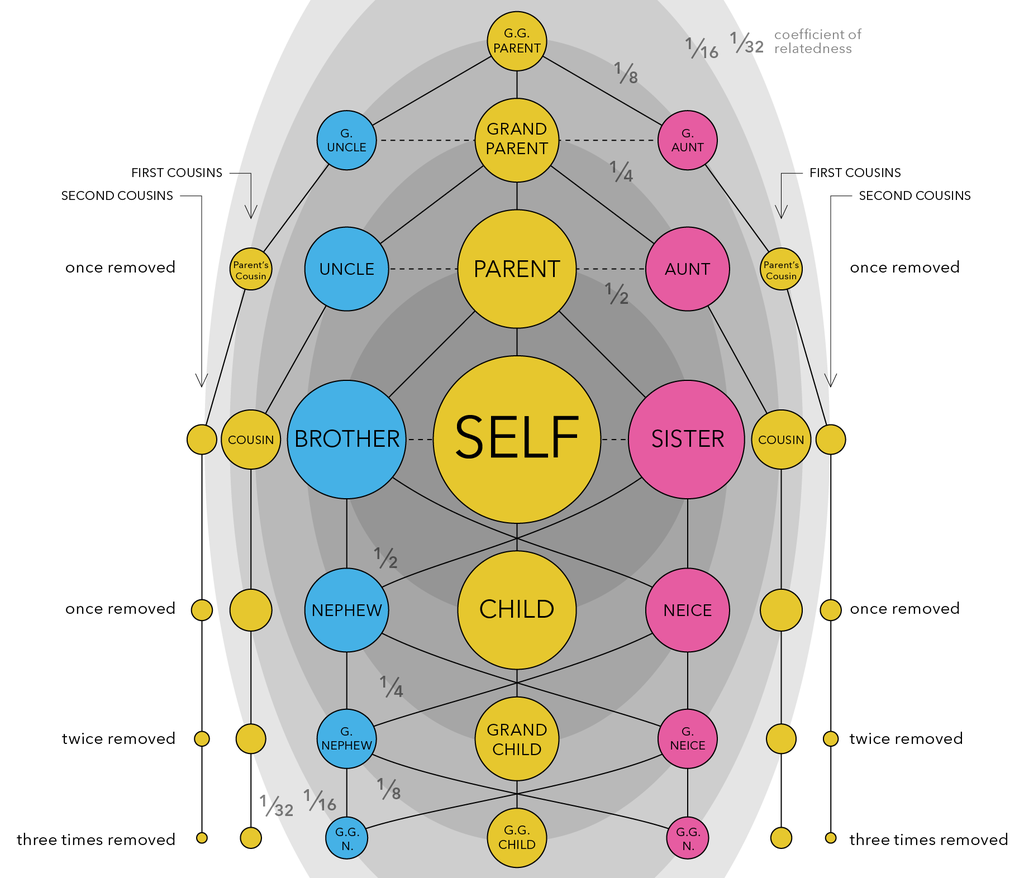 G.G.
PARENT
1/16
1/32
coefficient of
relatedness
1/8
G.
UNCLE
GRAND
PARENT
G.
AUNT
1/4
FIRST COUSINS
FIRST COUSINS
SECOND COUSINS
SECOND COUSINS
once removed
Parent's
Cousin
UNCLE
PARENT
AUNT
Parent's
Cousin
once removed
1/2
COUSIN
BROTHER
SELF
SISTER
COUSIN
1/2
once removed
NEPHEW
CHILD
NEICE
once removed
1/4
twice removed
G.
NEPHEW
GRAND
CHILD
G.
NEICE
twice removed
1/8
1/16
1/32
three times removed
G.G.
N.
G.G.
CHILD
G.G.
N.
three times removed